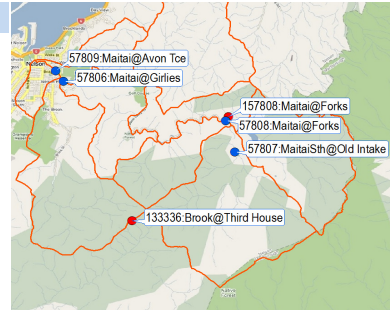 57809:Maitai@Avon Tce
Nelson
57806:Maitai@Girlies
157808:Maitai@Forks
57808:Maitai@Forks
57807:MaitaiSth@Old Intake
133336:Brook@Third House